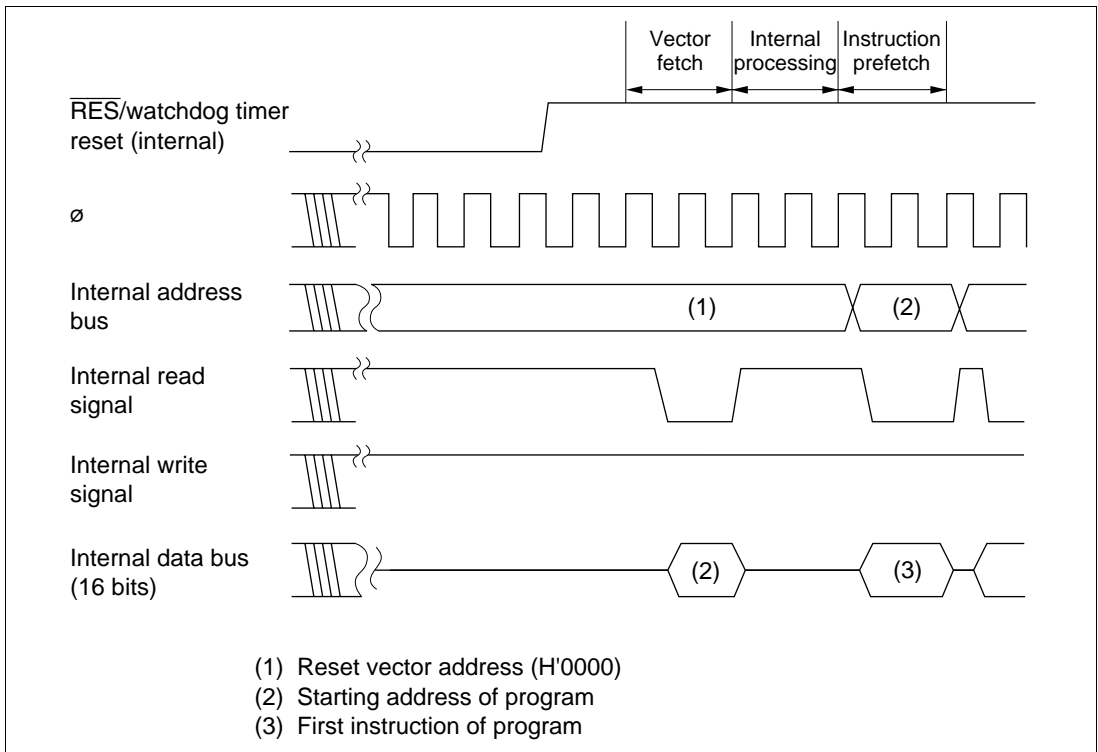 Vector fetch
Internal processing
Instruction prefetch
RES/watchdog timer
reset (internal)
ø
Internal address
bus
(1)
(2)
Internal read
signal
Internal write
signal
Internal data bus
(16 bits)
(2)
(3)
(1) Reset vector address (H'0000)
(2) Starting address of program
(3) First instruction of program